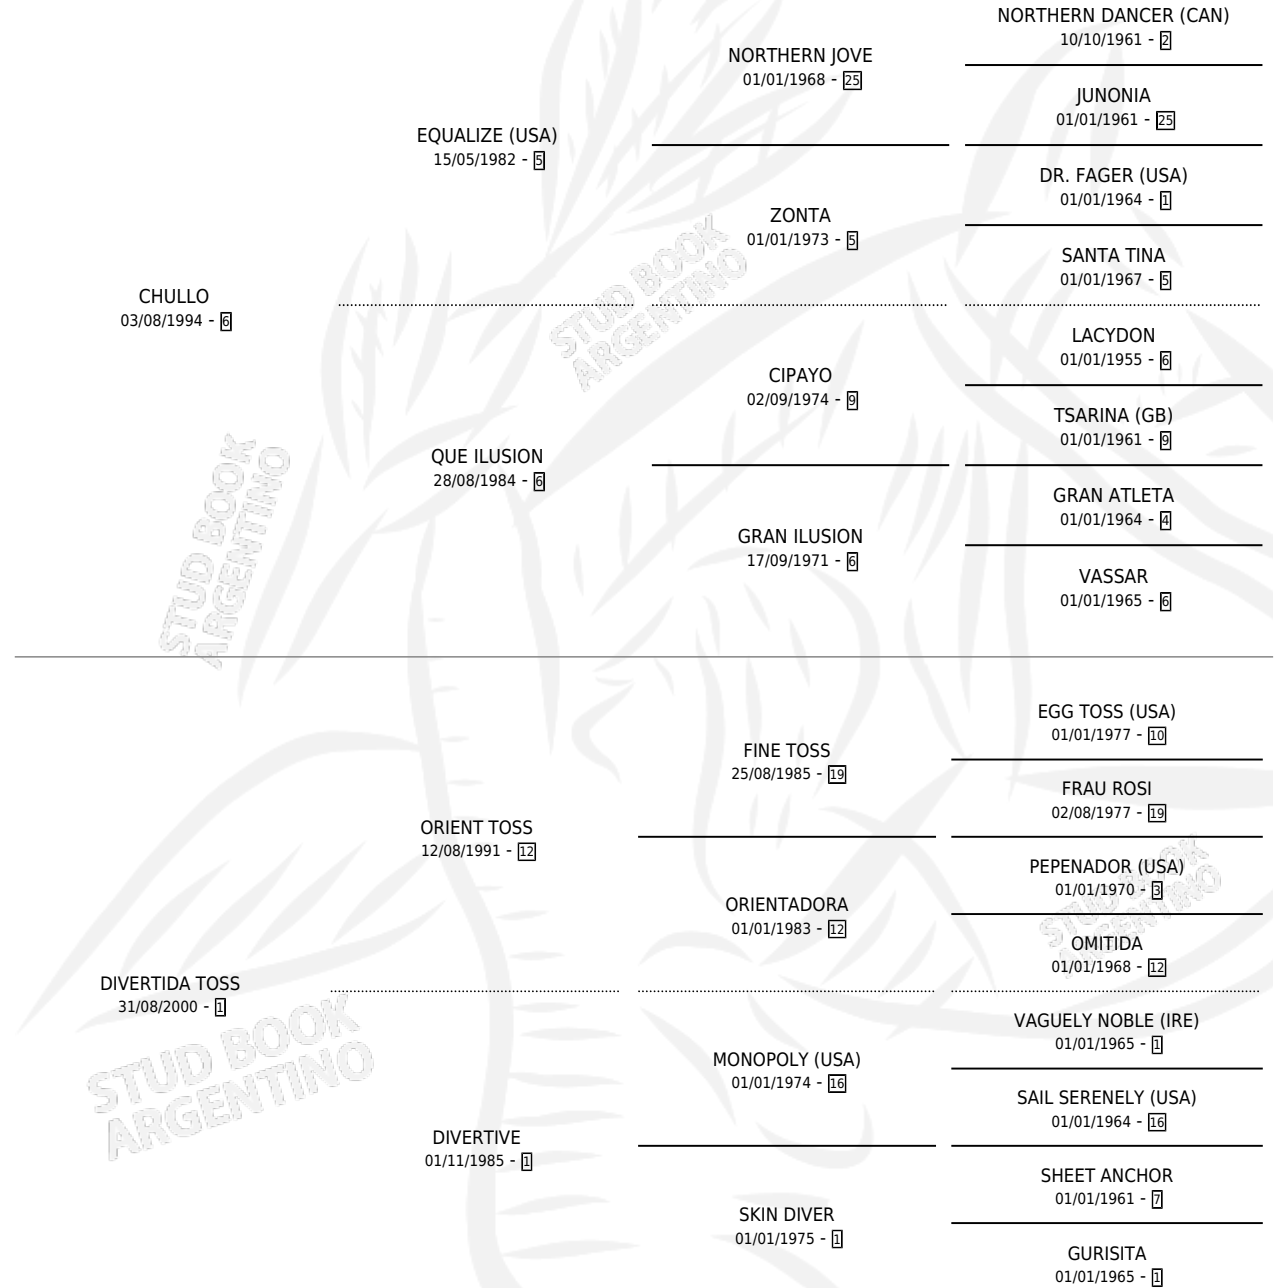 NORTHERN DANCER (CAN)
10/10/1961 - 2
NORTHERN JOVE
01/01/1968 - 25
JUNONIA
01/01/1961 - 25
EQUALIZE (USA)
15/05/1982 - 5
DR. FAGER (USA)
01/01/1964 - 1
ZONTA
01/01/1973 - 5
SANTA TINA
01/01/1967 - 5
CHULLO
03/08/1994 - 6
STUD BOOK
ARGENTINO
LACYDON
01/01/1955 - 6
CIPAYO
02/09/1974 - 9
TSARINA (GB)
01/01/1961 - 9
QUE ILUSION
28/08/1984 - 6
GRAN ATLETA
01/01/1964 - 4
GRAN ILUSION
17/09/1971 - 6
VASSAR
01/01/1965 - 6
STUD BOOK
ARGENTINO
EGG TOSS (USA)
01/01/1977 - 10
FINE TOSS
25/08/1985 - 19
FRAU ROSI
02/08/1977 - 19
ORIENT TOSS
12/08/1991 - 12
PEPENADOR (USA)
01/01/1970 - 3
ORIENTADORA
01/01/1983 - 12
STUD BOOK
ARGENTINO
OMITIDA
01/01/1968 - 12
DIVERTIDA TOSS
31/08/2000 - 1
STUD BOOK
ARGENTINO
VAGUELY NOBLE (IRE)
01/01/1965 - 1
MONOPOLY (USA)
01/01/1974 - 16
SAIL SERENELY (USA)
01/01/1964 - 16
DIVERTIVE
01/11/1985 - 1
SHEET ANCHOR
01/01/1961 - 7
SKIN DIVER
01/01/1975 - 1
GURISITA
01/01/1965 - 1